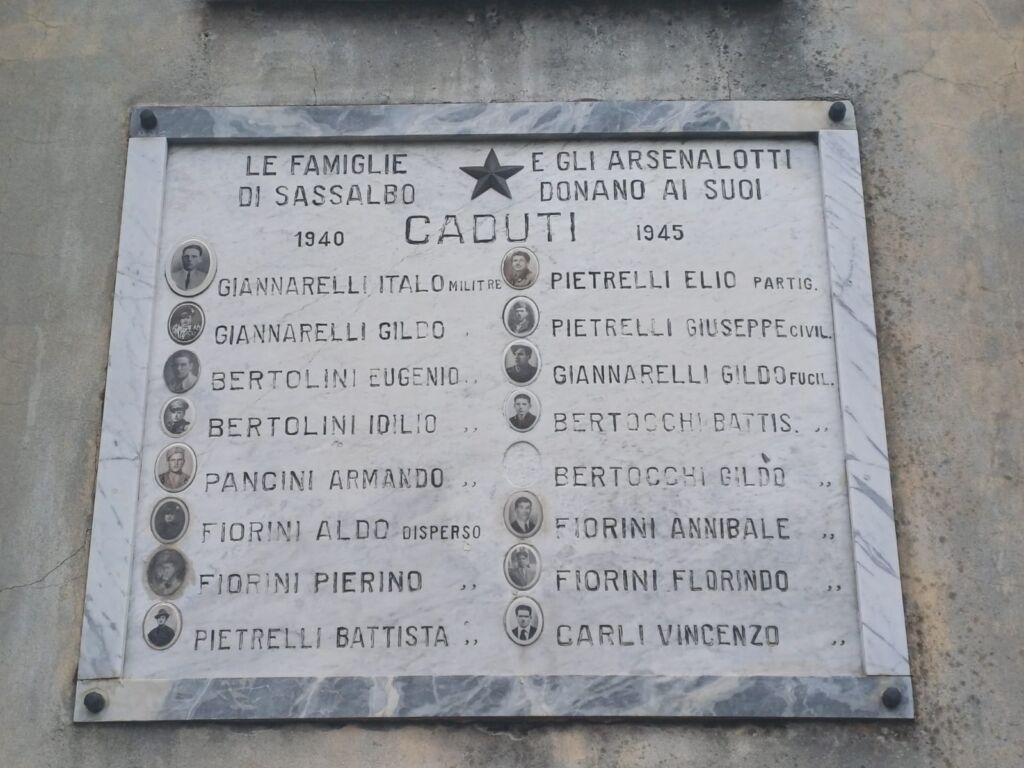 LE FAMIGLIE E GLI ARSENALOTTI
DI SASSALBO DONANO AI SUOI
1940 CADUTI 1945
GIANNARELLI ITALO MILITRE
GIANNARELLI GILDO ,,
BERTOLINI EUGENIO ,,
BERTOLINI IDILIO ,,
PANCINI ARMANDO ,,
FIORINI ALDO DISPERSO
FIORINI PIERINO ,,
PIETRELLI BATTISTA ,,
PIETRELLI ELIO PARTIG.
PIETRELLI GIUSEPPE CIVIL.
GIANNARELLI GILDO FUCIL.
BERTOCCHI BATTIS. ,,
BERTOCCHI GILDO ,,
FIORINI ANNIBALE ,,
FIORINI FLORINDO ,,
CARLI VINCENZO ,,